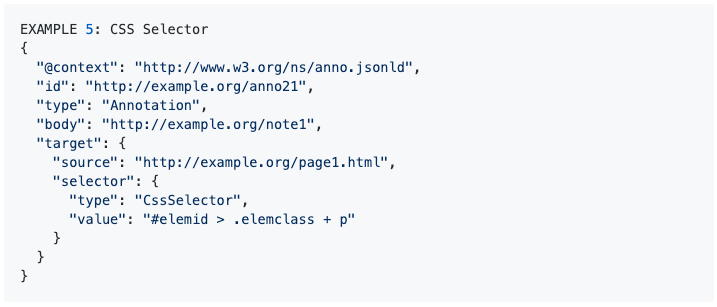 EXAMPLE 5: CSS Selector
{
  "@context": "http://www.w3.org/ns/anno.jsonld",
  "id": "http://example.org/anno21",
  "type": "Annotation",
  "body": "http://example.org/note1",
  "target": {
    "source": "http://example.org/page1.html",
    "selector": {
      "type": "CssSelector",
      "value": "#elemid > .elemclass + p"
    }
  }
}